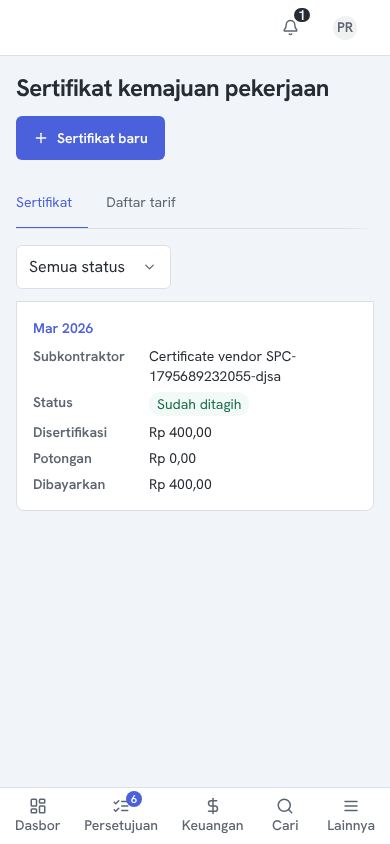 1
PR
Sertifikat kemajuan pekerjaan
Sertifikat baru
Sertifikat
Daftar tarif
Semua status
Mar 2026
Subkontraktor
Certificate vendor SPC-
1795689232055-djsa
Status
Sudah ditagih
Disertifikasi
Rp 400,00
Potongan
Rp 0,00
Dibayarkan
Rp 400,00
6
Dasbor
Persetujuan
Keuangan
Cari
Lainnya